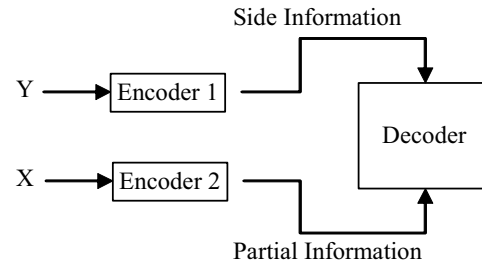 Side Information
Y
Encoder 1
Decoder
X
Encoder 2
Partial Information